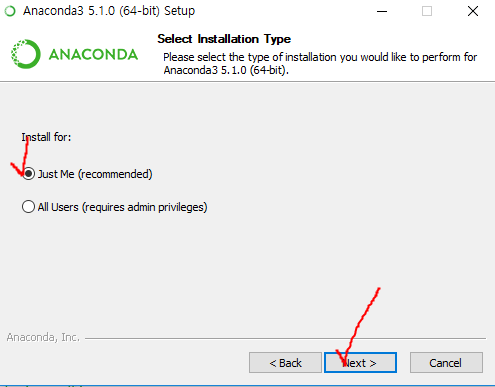 Anaconda3 5.1.0 (64-bit) Setup
ANACONDA
Select Installation Type
Please select the type of installation you would like to perform for
Anaconda3 5.1.0 (64-bit).
Install for:
Just Me (recommended)
All Users (requires admin privileges)
Anaconda, Inc.
< Back
Next >
Cancel